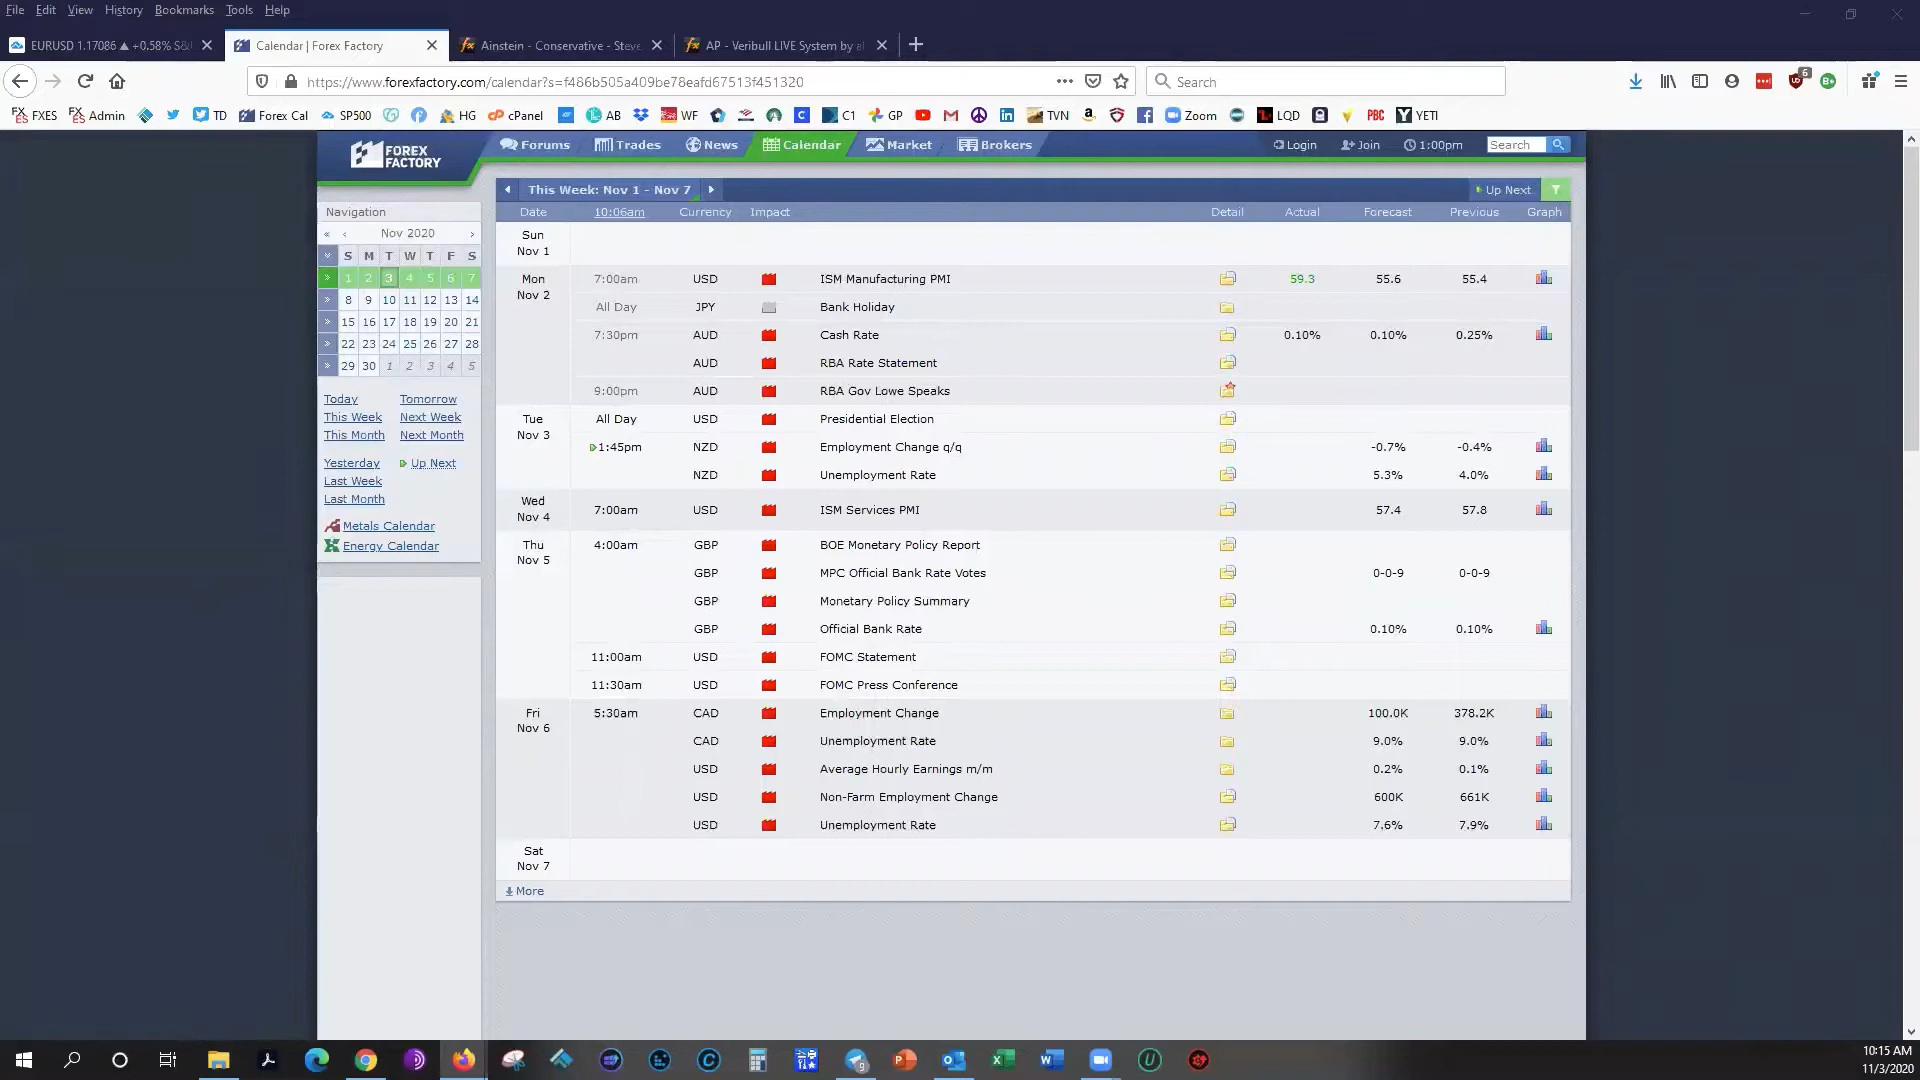 File Edit View History Bookmarks Tools Help
EURUSD 1.17086 ▲ +0.58% S&
Calendar | Forex Factory
Ainstein - Conservative - Steve
AP - Veribull LIVE System by al
https://www.forexfactory.com/calendar?s=f486b505a409be78eafd67513f451320
Search
6
FXES Admin TD Forex Cal SP500 HG cPanel AB WF C1 GP TVN Zoom LQD PBC YETI
FOREX FACTORY
Forums Trades News Calendar Market Brokers Login Join 1:00pm Search
This Week: Nov 1 - Nov 7 Up Next
Date 10:06am Currency Impact Detail Actual Forecast Previous Graph
Navigation
« ‹ Nov 2020 ›
S M T W T F S
1 2 3 4 5 6 7
8 9 10 11 12 13 14
15 16 17 18 19 20 21
22 23 24 25 26 27 28
29 30 1 2 3 4 5
Today Tomorrow
This Week Next Week
This Month Next Month
Yesterday Up Next
Last Week
Last Month
Metals Calendar
Energy Calendar
Sun
Nov 1
Mon
Nov 2
7:00am USD ISM Manufacturing PMI 59.3 55.6 55.4
All Day JPY Bank Holiday
7:30pm AUD Cash Rate 0.10% 0.10% 0.25%
AUD RBA Rate Statement
9:00pm AUD RBA Gov Lowe Speaks
Tue
Nov 3
All Day USD Presidential Election
1:45pm NZD Employment Change q/q -0.7% -0.4%
NZD Unemployment Rate 5.3% 4.0%
Wed
Nov 4
7:00am USD ISM Services PMI 57.4 57.8
Thu
Nov 5
4:00am GBP BOE Monetary Policy Report
GBP MPC Official Bank Rate Votes 0-0-9 0-0-9
GBP Monetary Policy Summary
GBP Official Bank Rate 0.10% 0.10%
11:00am USD FOMC Statement
11:30am USD FOMC Press Conference
Fri
Nov 6
5:30am CAD Employment Change 100.0K 378.2K
CAD Unemployment Rate 9.0% 9.0%
USD Average Hourly Earnings m/m 0.2% 0.1%
USD Non-Farm Employment Change 600K 661K
USD Unemployment Rate 7.6% 7.9%
Sat
Nov 7
More
10:15 AM
11/3/2020